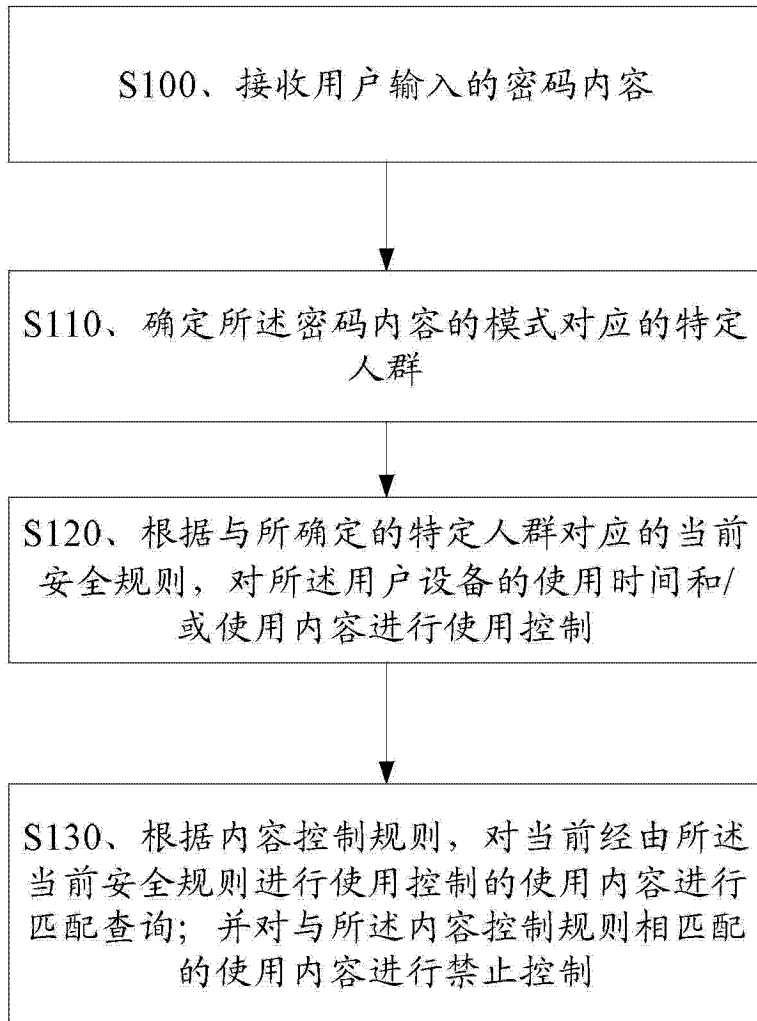 S100、接收用户输入的密码内容
S110、确定所述密码内容的模式对应的特定
人群
S120、根据与所确定的特定人群对应的当前
安全规则，对所述用户设备的使用时间和/
或使用内容进行使用控制
S130、根据内容控制规则，对当前经由所述
当前安全规则进行使用控制的使用内容进行
匹配查询；并对与所述内容控制规则相匹配
的使用内容进行禁止控制